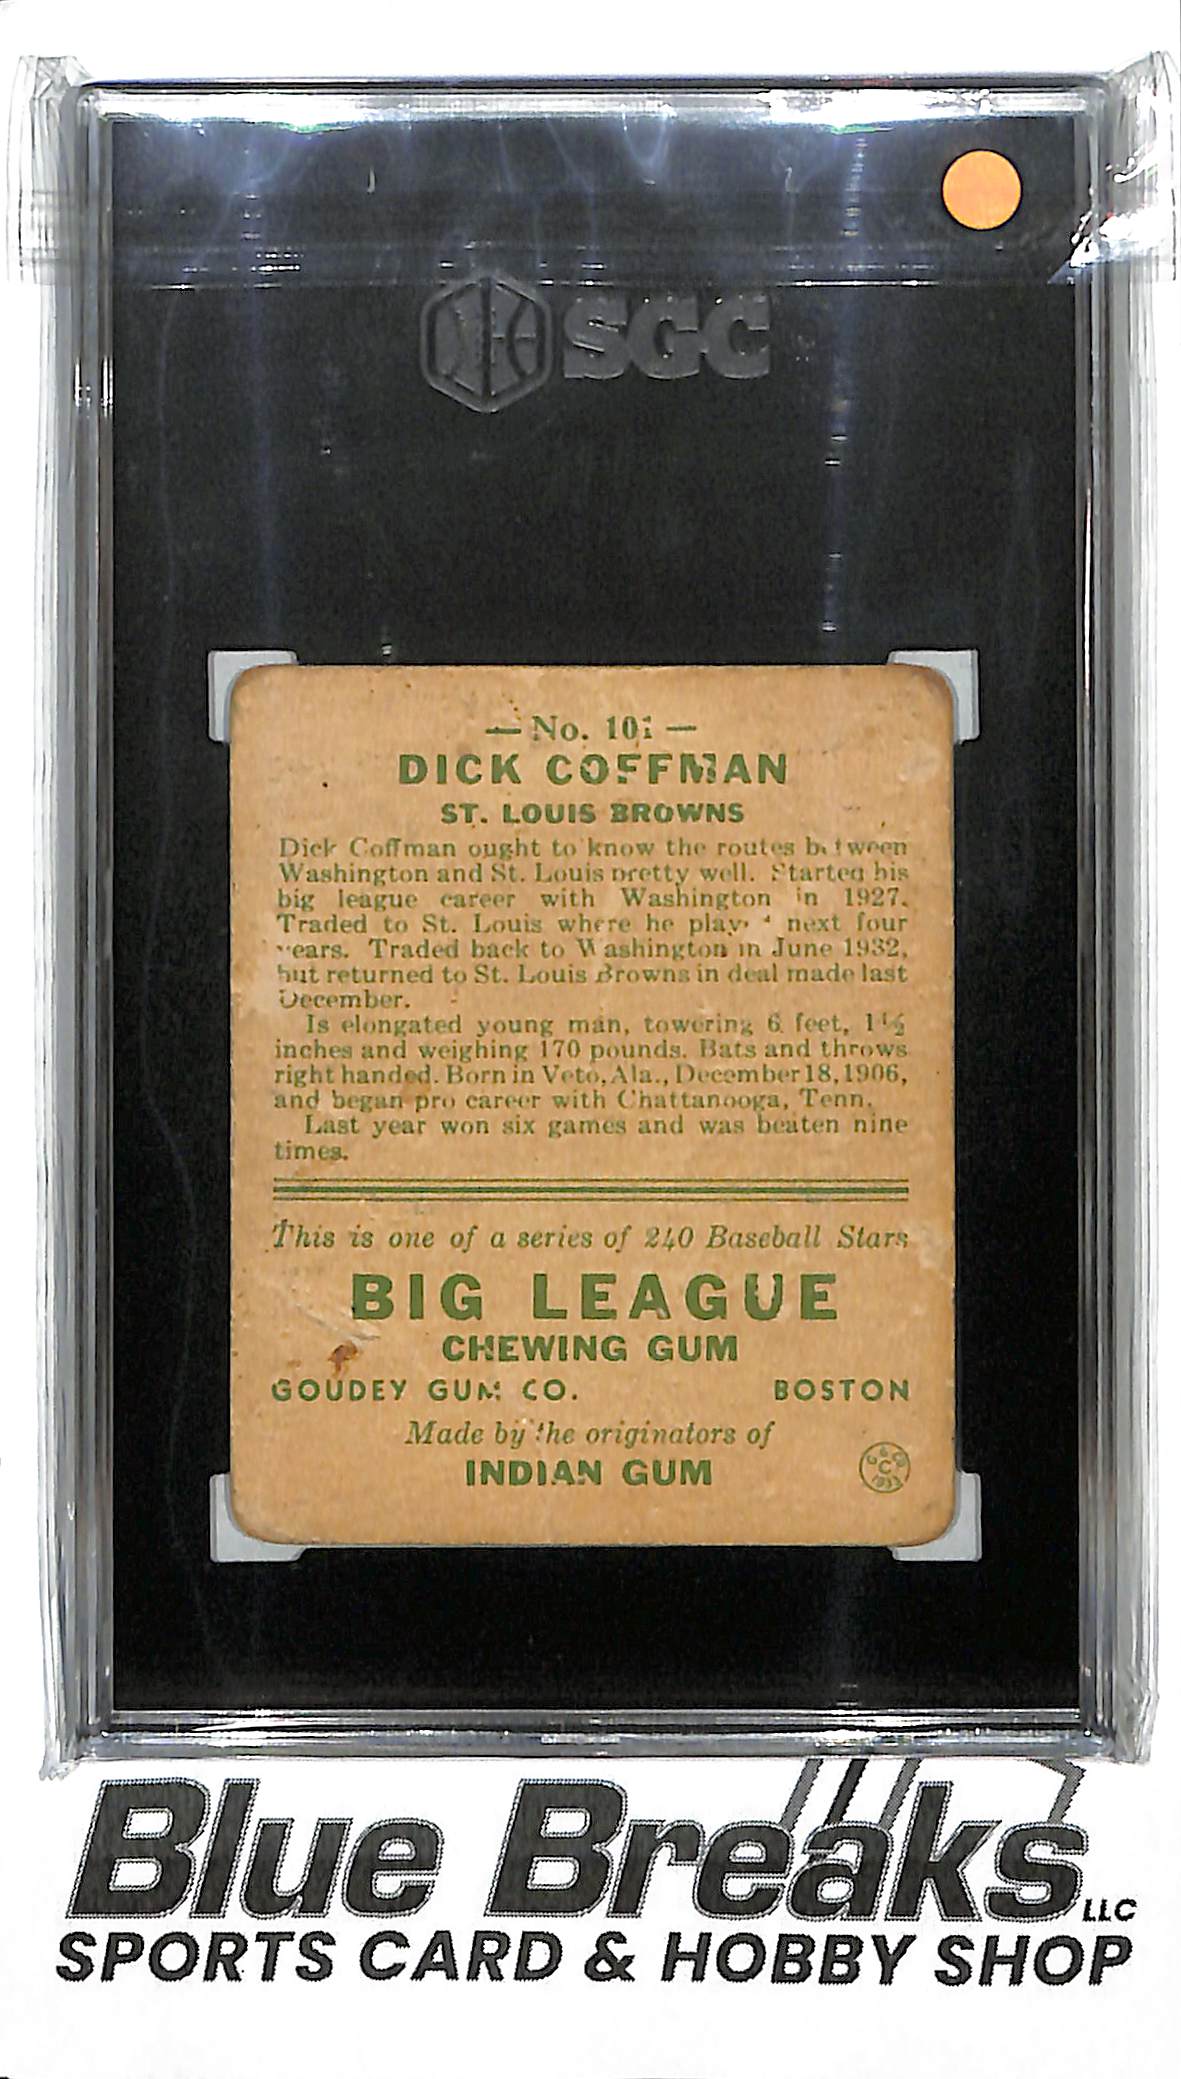 SGC
— No. 101 —
DICK COFFMAN
ST. LOUIS BROWNS
Dick Coffman ought to know the routes between
Washington and St. Louis pretty well. Started his
big league career with Washington in 1927.
Traded to St. Louis where he played next four
years. Traded back to Washington in June 1932,
but returned to St. Louis Browns in deal made last
December.
Is elongated young man, towering 6 feet, 1½
inches and weighing 170 pounds. Bats and throws
right handed. Born in Veto, Ala., December 18, 1906,
and began pro career with Chattanooga, Tenn.
Last year won six games and was beaten nine
times.
This is one of a series of 240 Baseball Stars
BIG LEAGUE
CHEWING GUM
GOUDEY GUM CO. BOSTON
Made by the originators of
INDIAN GUM
C
1933
Blue Breaks LLC
SPORTS CARD & HOBBY SHOP